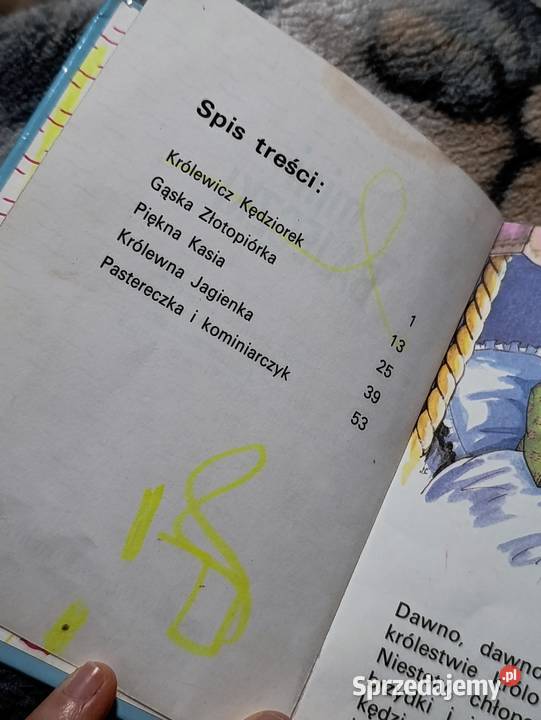 Spis treści:
Królewicz Kędziorek 1
Gąska Złotopiórka 13
Piękna Kasia 25
Królewna Jagienka 39
Pastereczka i kominiarczyk 53
Dawno, dawno
królestwie
Niestety,
i
Sprzedajemy.pl